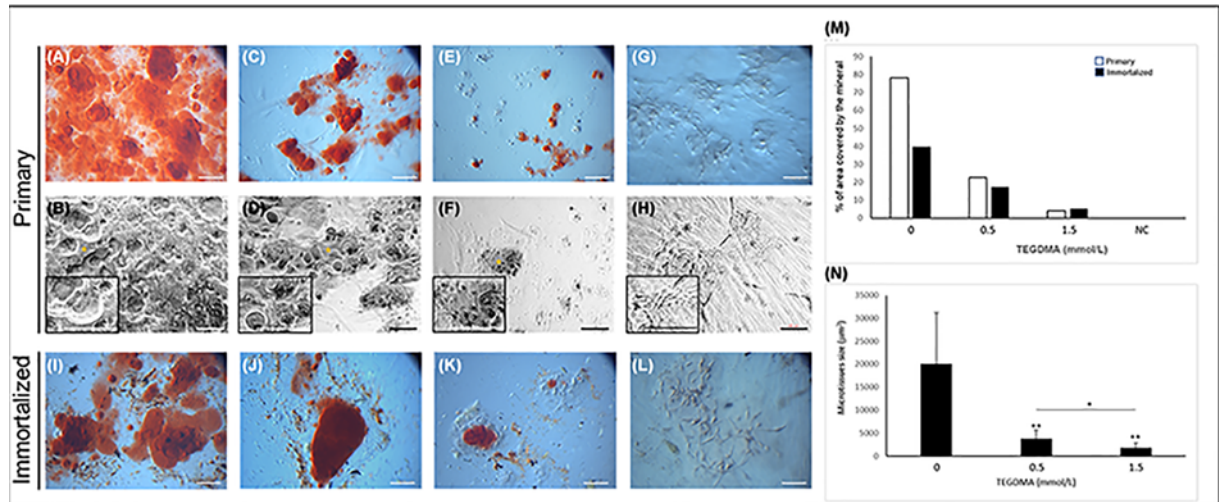 Primary
(A)
(C)
(E)
(G)
(B)
(D)
(F)
(H)
Immortalized
(I)
(J)
(K)
(L)
(M)
Primary
Immortalized
% of area covered by the mineral
90
80
70
60
50
40
30
20
10
0
0 0.5 1.5 NC
TEGDMA (mmol/L)
(N)
Microtissues size (µm²)
35000
30000
25000
20000
15000
10000
5000
0
*
** **
0 0.5 1.5
TEGDMA (mmol/L)